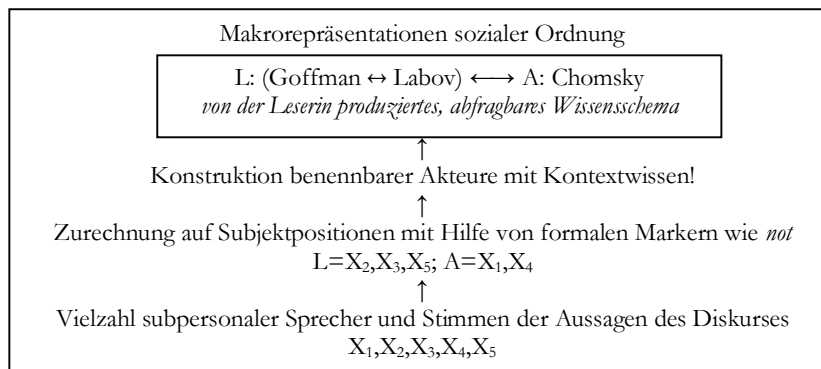 Makrorepräsentationen sozialer Ordnung
L: (Goffman ↔ Labov) ⟷ A: Chomsky
von der Leserin produziertes, abfragbares Wissensschema
↑
Konstruktion benennbarer Akteure mit Kontextwissen!
↑
Zurechnung auf Subjektpositionen mit Hilfe von formalen Markern wie not
L=X₂,X₃,X₅; A=X₁,X₄
↑
Vielzahl subpersonaler Sprecher und Stimmen der Aussagen des Diskurses
X₁,X₂,X₃,X₄,X₅